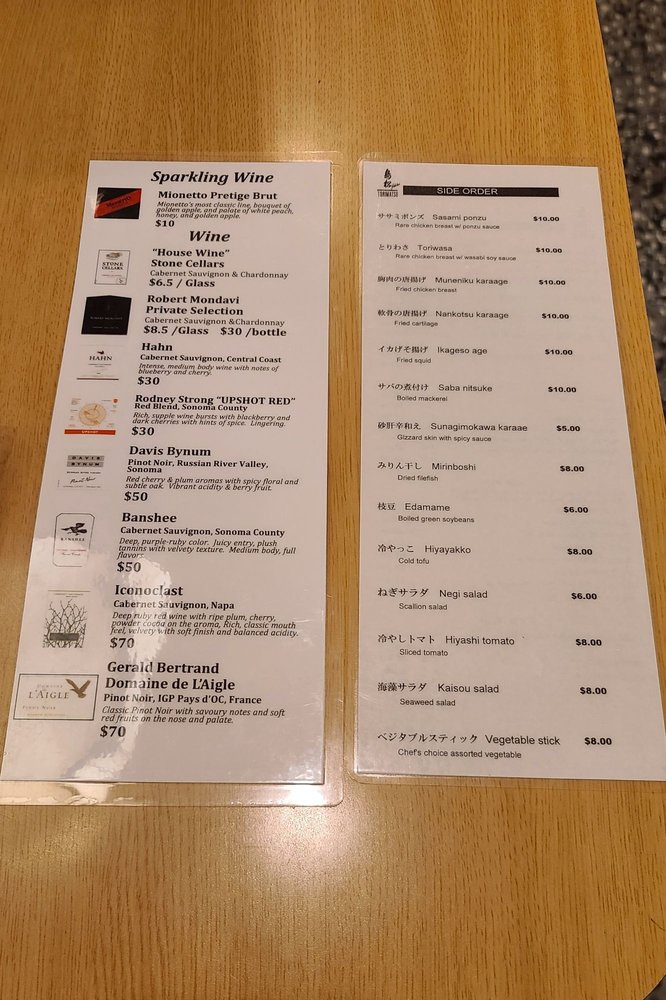 Sparkling Wine
Mionetto Pretige Brut
Mionetto's most classic line, bouquet of
golden apple, and palate of white peach,
honey, and golden apple.
$10
Wine
"House Wine"
Stone Cellars
Cabernet Sauvignon & Chardonnay
$6.5 / Glass
STONE
CELLARS
Robert Mondavi
Private Selection
Cabernet Sauvignon &Chardonnay
$8.5 /Glass $30 /bottle
Hahn
Cabernet Sauvignon, Central Coast
Intense, medium body wine with notes of
blueberry and cherry.
$30
HAHN
Rodney Strong "UPSHOT RED"
Red Blend, Sonoma County
Rich, supple wine bursts with blackberry and
dark cherries with hints of spice. Lingering.
$30
UPSHOT
Davis Bynum
Pinot Noir, Russian River Valley,
Sonoma
Red cherry & plum aromas with spicy floral and
subtle oak. Vibrant acidity & berry fruit.
$50
DAVIS
BYNUM
Pinot Noir
Banshee
Cabernet Sauvignon, Sonoma County
Deep, purple-ruby color. Juicy entry, plush
tannins with velvety texture. Medium body, full
flavors.
$50
BANSHEE
Iconoclast
Cabernet Sauvignon, Napa
Deep ruby red wine with ripe plum, cherry,
powder cocoa on the aroma, Rich, classic mouth
feel, velvety with soft finish and balanced acidity.
$70
Gerald Bertrand
Domaine de L'Aigle
Pinot Noir, IGP Pays d'OC, France
Classic Pinot Noir with savoury notes and soft
red fruits on the nose and palate.
$70
DOMAINE
DE
L'AIGLE
PINOT NOIR
TORIMATSU
SIDE ORDER
ササミポンズ Sasami ponzu $10.00
Rare chicken breast w/ ponzu sauce
とりわさ Toriwasa $10.00
Rare chicken breast w/ wasabi soy sauce
胸肉の唐揚げ Muneniku karaage $10.00
Fried chicken breast
軟骨の唐揚げ Nankotsu karaage $10.00
Fried cartilage
イカげそ揚げ Ikageso age $10.00
Fried squid
サバの煮付け Saba nitsuke $10.00
Boiled mackerel
砂肝辛和え Sunagimokawa karaae $5.00
Gizzard skin with spicy sauce
みりん干し Mirinboshi $8.00
Dried filefish
枝豆 Edamame $6.00
Boiled green soybeans
冷やっこ Hiyayakko $8.00
Cold tofu
ねぎサラダ Negi salad $6.00
Scallion salad
冷やしトマト Hiyashi tomato $8.00
Sliced tomato
海藻サラダ Kaisou salad $8.00
Seaweed salad
ベジタブルスティック Vegetable stick $8.00
Chef's choice assorted vegetable